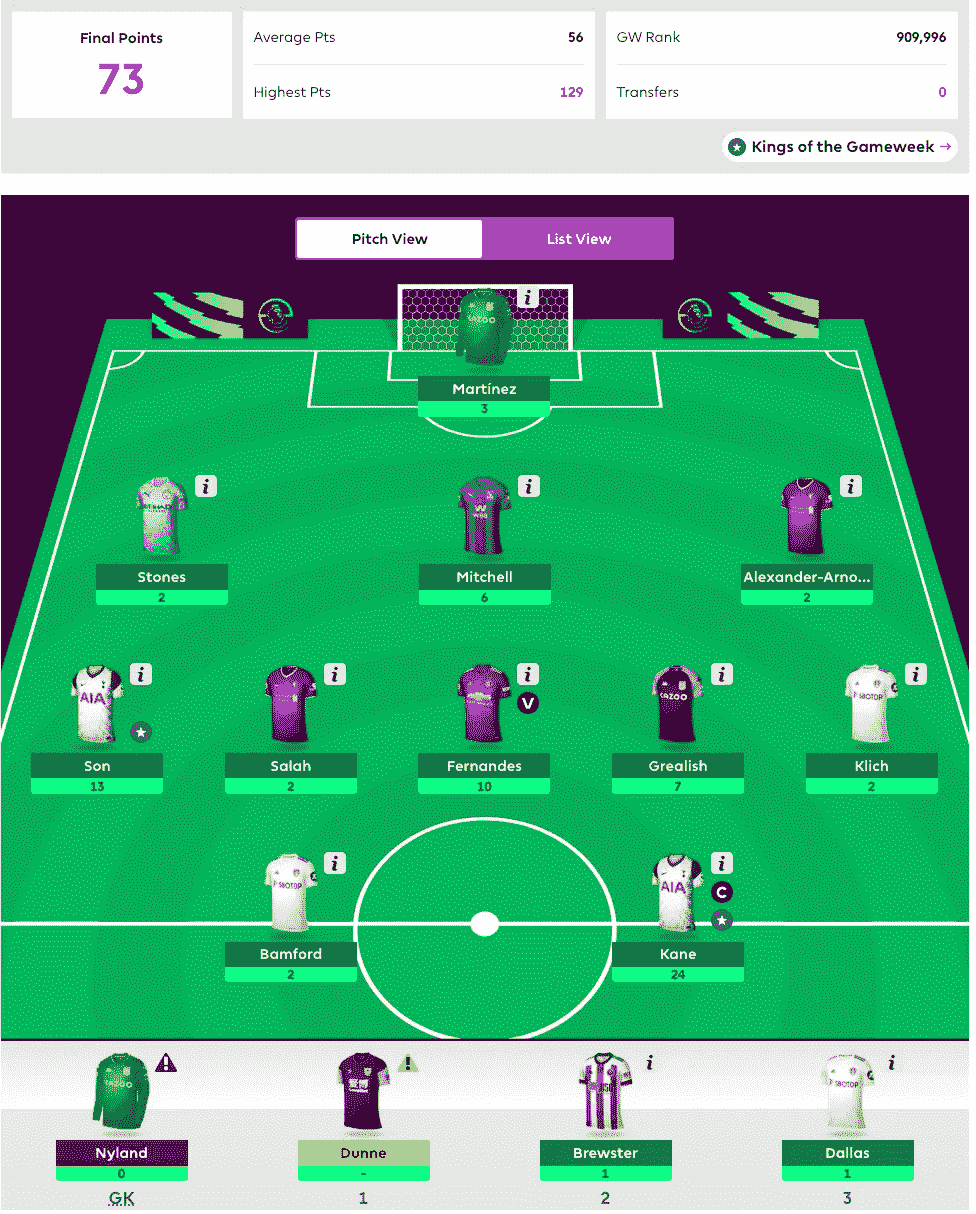 Final Points
73
Average Pts 56
Highest Pts 129
GW Rank 909,996
Transfers 0
Kings of the Gameweek →
Pitch View List View
i
Martínez
3
i i i
Stones Mitchell Alexander-Arno...
2 6 2
i i i i i
V
AIA
Son Salah Fernandes Grealish Klich
13 2 10 7 2
i i
AIA C
Bamford Kane
2 24
i i
Nyland Dunne Brewster Dallas
0 - 1 1
GK 1 2 3